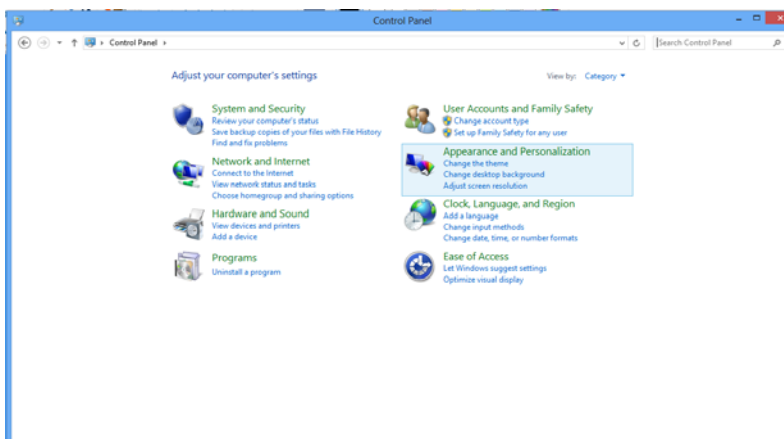 Control Panel
Control Panel
Search Control Panel
Adjust your computer's settings
View by: Category
System and Security
Review your computer's status
Save backup copies of your files with File History
Find and fix problems
Network and Internet
Connect to the Internet
View network status and tasks
Choose homegroup and sharing options
Hardware and Sound
View devices and printers
Add a device
Programs
Uninstall a program
User Accounts and Family Safety
Change account type
Set up Family Safety for any user
Appearance and Personalization
Change the theme
Change desktop background
Adjust screen resolution
Clock, Language, and Region
Add a language
Change input methods
Change date, time, or number formats
Ease of Access
Let Windows suggest settings
Optimize visual display